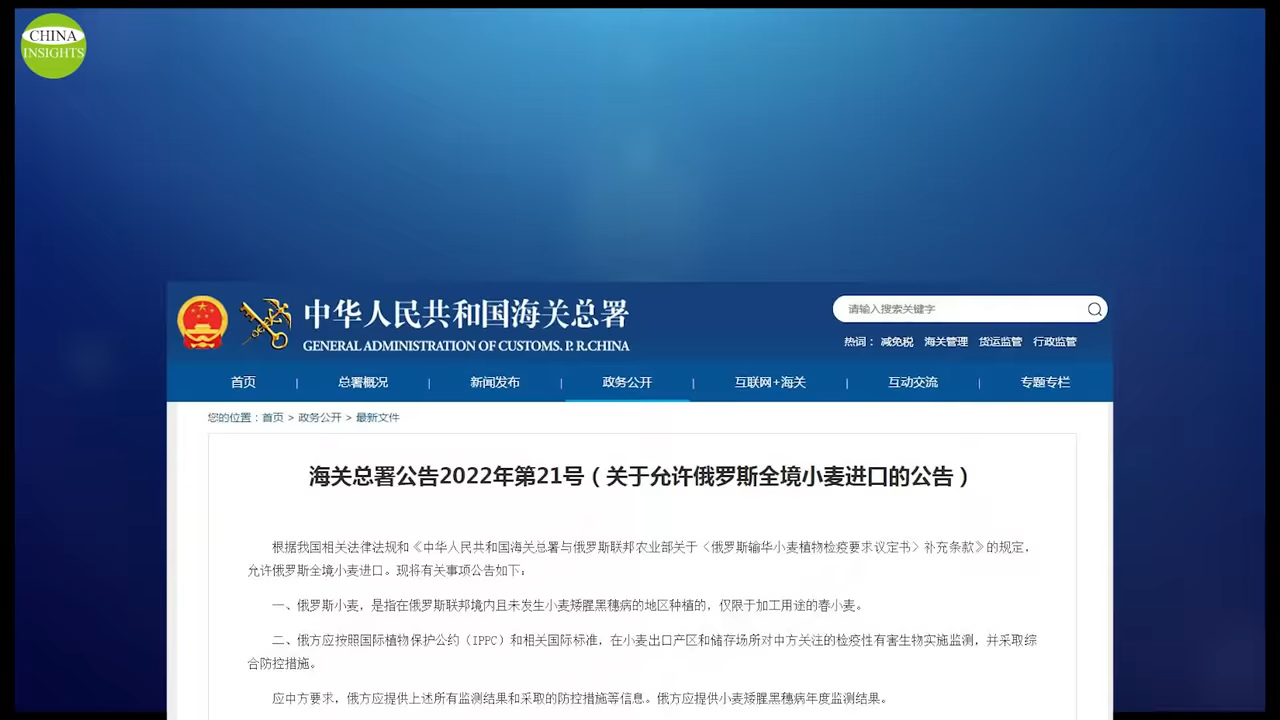 CHINA
INSIGHTS
中华人民共和国海关总署
GENERAL ADMINISTRATION OF CUSTOMS, P. R.CHINA
请输入搜索关键字
热词： 减免税 海关管理 货运监管 行政监管
首页 | 总署概况 | 新闻发布 | 政务公开 | 互联网+海关 | 互动交流 | 专题专栏
您的位置：首页 > 政务公开 > 最新文件
海关总署公告2022年第21号（关于允许俄罗斯全境小麦进口的公告）
根据我国相关法律法规和《中华人民共和国海关总署与俄罗斯联邦农业部关于〈俄罗斯输华小麦植物检疫要求议定书〉补充条款》的规定，
允许俄罗斯全境小麦进口。现将有关事项公告如下：
一、俄罗斯小麦，是指在俄罗斯联邦境内且未发生小麦矮腥黑穗病的地区种植的，仅限于加工用途的春小麦。
二、俄方应按照国际植物保护公约（IPPC）和相关国际标准，在小麦出口产区和储存场所对中方关注的检疫性有害生物实施监测，并采取综
合防控措施。
应中方要求，俄方应提供上述所有监测结果和采取的防控措施等信息。俄方应提供小麦矮腥黑穗病年度监测结果。